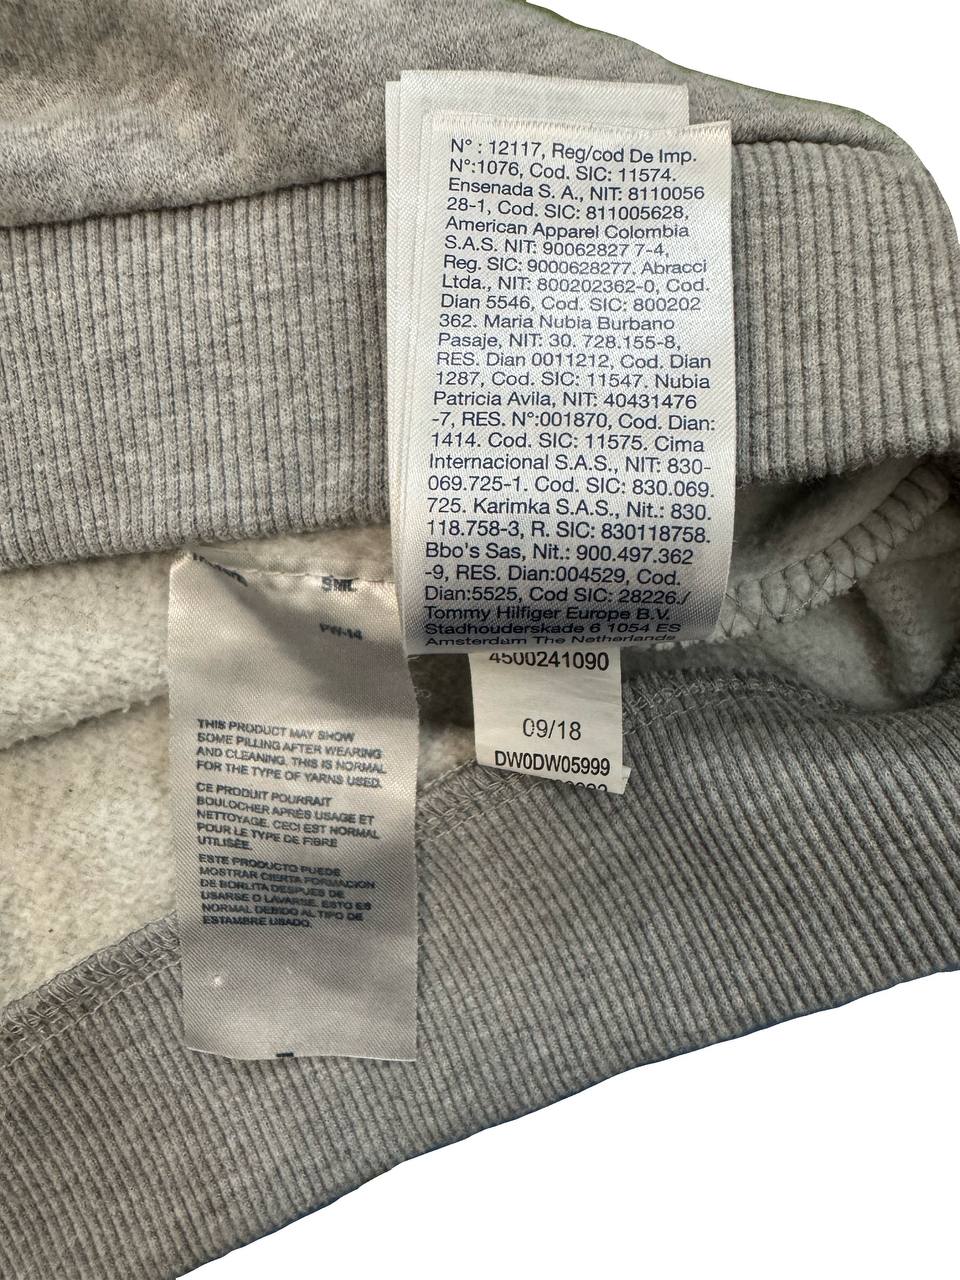 N° : 12117, Reg/cod De Imp.
N°:1076, Cod. SIC: 11574.
Ensenada S. A., NIT: 8110056
28-1, Cod. SIC: 811005628,
American Apparel Colombia
S.A.S. NIT: 90062827 7-4,
Reg. SIC: 9000628277. Abracci
Ltda., NIT: 800202362-0, Cod.
Dian 5546, Cod. SIC: 800202
362. Maria Nubia Burbano
Pasaje, NIT: 30. 728.155-8,
RES. Dian 0011212, Cod. Dian
1287, Cod. SIC: 11547. Nubia
Patricia Avila, NIT: 40431476
-7, RES. N°:001870, Cod. Dian:
1414. Cod. SIC: 11575. Cima
Internacional S.A.S., NIT: 830-
069.725-1. Cod. SIC: 830.069.
725. Karimka S.A.S., Nit.: 830.
118.758-3, R. SIC: 830118758.
Bbo's Sas, Nit.: 900.497.362
-9, RES. Dian:004529, Cod.
Dian:5525, Cod SIC: 28226./
Tommy Hilfiger Europe B.V.
Stadhouderskade 6 1054 ES
Amsterdam The Netherlands
4500241090
09/18
DW0DW05999
SML
PW-14
THIS PRODUCT MAY SHOW
SOME PILLING AFTER WEARING
AND CLEANING. THIS IS NORMAL
FOR THE TYPE OF YARNS USED.
CE PRODUIT POURRAIT
BOULOCHER APRÈS USAGE ET
NETTOYAGE. CECI EST NORMAL
POUR LE TYPE DE FIBRE
UTILISÉE.
ESTE PRODUCTO PUEDE
MOSTRAR CIERTA FORMACION
DE BORLITA DESPUES DE
USARSE O LAVARSE. ESTO ES
NORMAL DEBIDO AL TIPO DE
ESTAMBRE USADO.